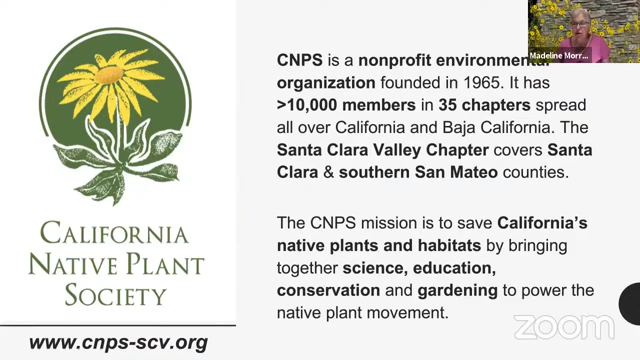 CNPS is a nonprofit environmental
organization founded in 1965. It has
>10,000 members in 35 chapters spread
all over California and Baja California. The
Santa Clara Valley Chapter covers Santa
Clara & southern San Mateo counties.
The CNPS mission is to save California's
native plants and habitats by bringing
together science, education,
conservation and gardening to power the
native plant movement.
CALIFORNIA
NATIVE PLANT
SOCIETY
www.cnps-scv.org
Madeline Morr...
zoom